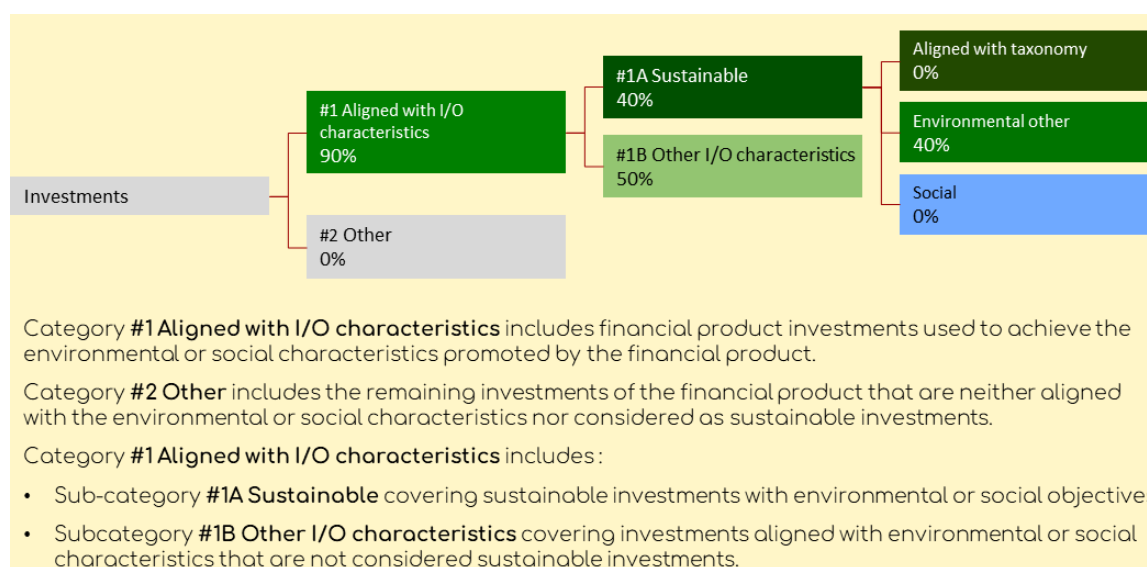 Aligned with taxonomy
0%
#1A Sustainable
40%
#1 Aligned with I/O
characteristics
90%
Environmental other
40%
#1B Other I/O characteristics
50%
Investments
Social
0%
#2 Other
0%
Category #1 Aligned with I/O characteristics includes financial product investments used to achieve the
environmental or social characteristics promoted by the financial product.
Category #2 Other includes the remaining investments of the financial product that are neither aligned
with the environmental or social characteristics nor considered as sustainable investments.
Category #1 Aligned with I/O characteristics includes :
• Sub-category #1A Sustainable covering sustainable investments with environmental or social objective
• Subcategory #1B Other I/O characteristics covering investments aligned with environmental or social
characteristics that are not considered sustainable investments.